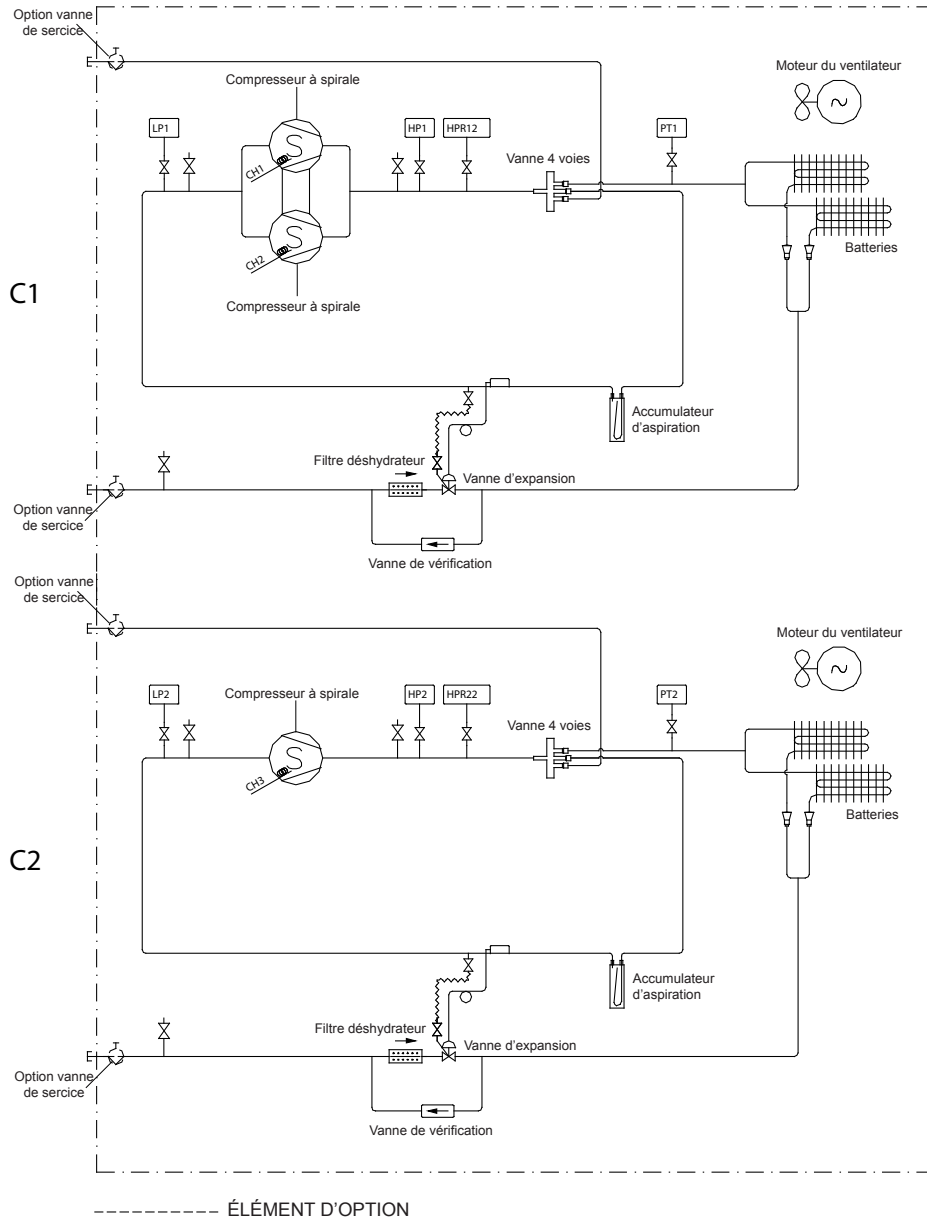 Option vanne
de sercice
Compresseur à spirale
Moteur du ventilateur
LP1
HP1
HPR12
PT1
Vanne 4 voies
CH1
CH2
Batteries
C1
Compresseur à spirale
Accumulateur
d'aspiration
Filtre déshydrateur
Vanne d'expansion
Option vanne
de sercice
Vanne de vérification
Option vanne
de sercice
Moteur du ventilateur
LP2
Compresseur à spirale
HP2
HPR22
PT2
Vanne 4 voies
CH3
Batteries
C2
Accumulateur
d'aspiration
Filtre déshydrateur
Vanne d'expansion
Option vanne
de sercice
Vanne de vérification
ÉLÉMENT D'OPTION